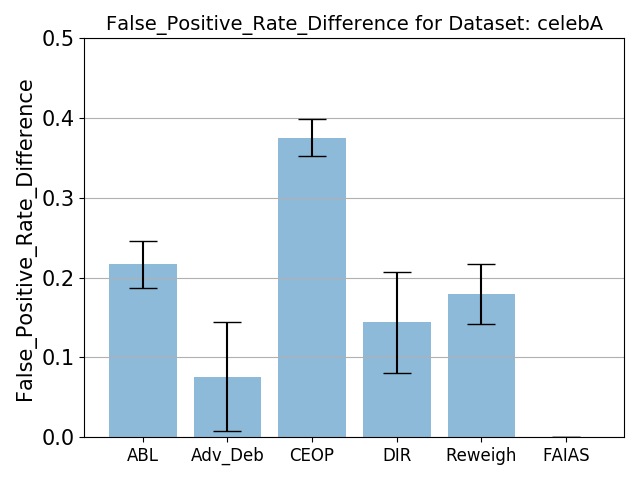 False_Positive_Rate_Difference for Dataset: celebA
False_Positive_Rate_Difference
0.5
0.4
0.3
0.2
0.1
0.0
ABL Adv_Deb CEOP DIR Reweigh FAIAS